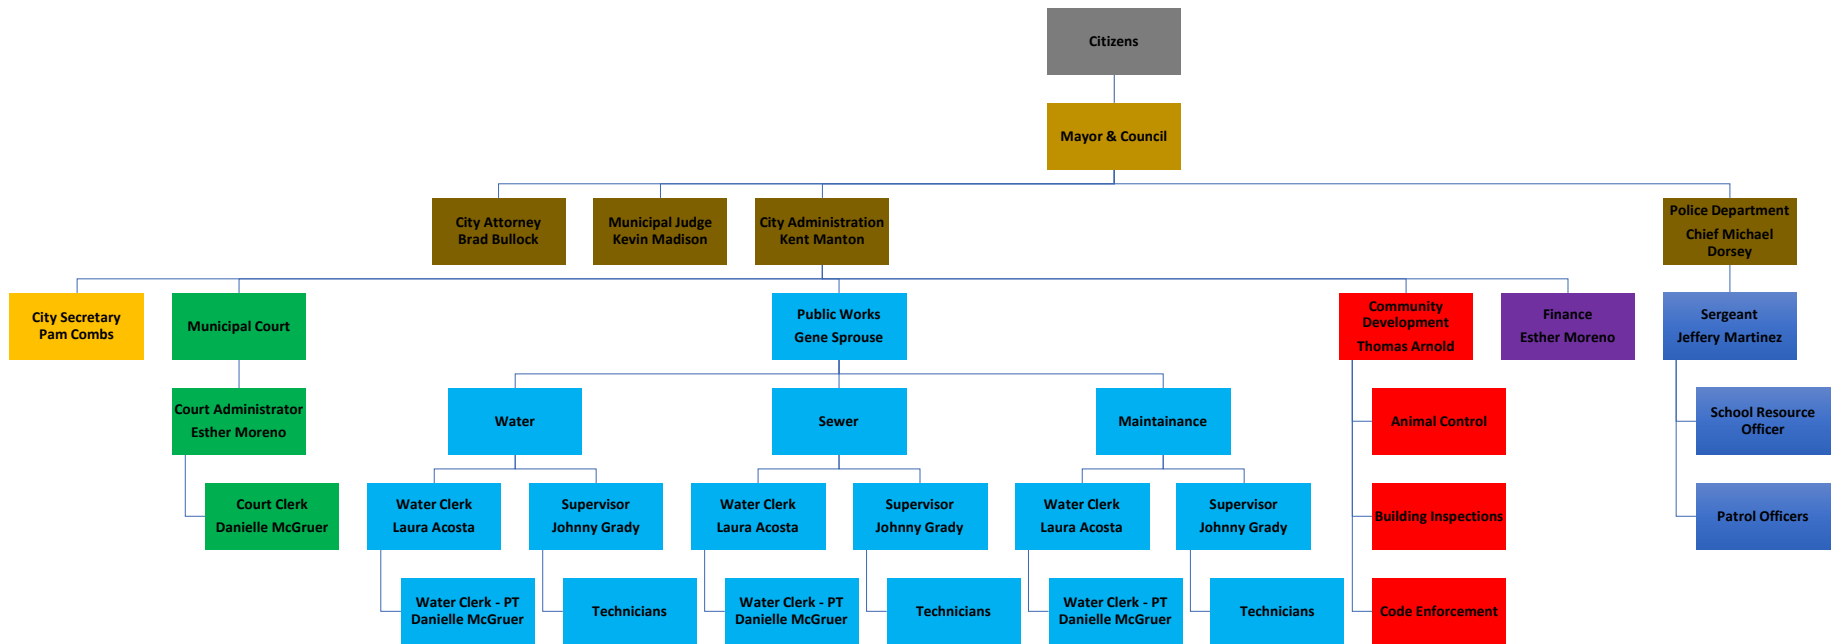 Citizens
Mayor & Council
City Attorney
Brad Bullock
Municipal Judge
Kevin Madison
City Administration
Kent Manton
Police Department
Chief Michael
Dorsey
City Secretary
Pam Combs
Municipal Court
Public Works
Gene Sprouse
Community
Development
Thomas Arnold
Finance
Esther Moreno
Sergeant
Jeffery Martinez
Court Administrator
Esther Moreno
Water
Sewer
Maintainance
Animal Control
School Resource
Officer
Court Clerk
Danielle McGruer
Water Clerk
Laura Acosta
Supervisor
Johnny Grady
Water Clerk
Laura Acosta
Supervisor
Johnny Grady
Water Clerk
Laura Acosta
Supervisor
Johnny Grady
Building Inspections
Patrol Officers
Water Clerk - PT
Danielle McGruer
Technicians
Water Clerk - PT
Danielle McGruer
Technicians
Water Clerk - PT
Danielle McGruer
Technicians
Code Enforcement